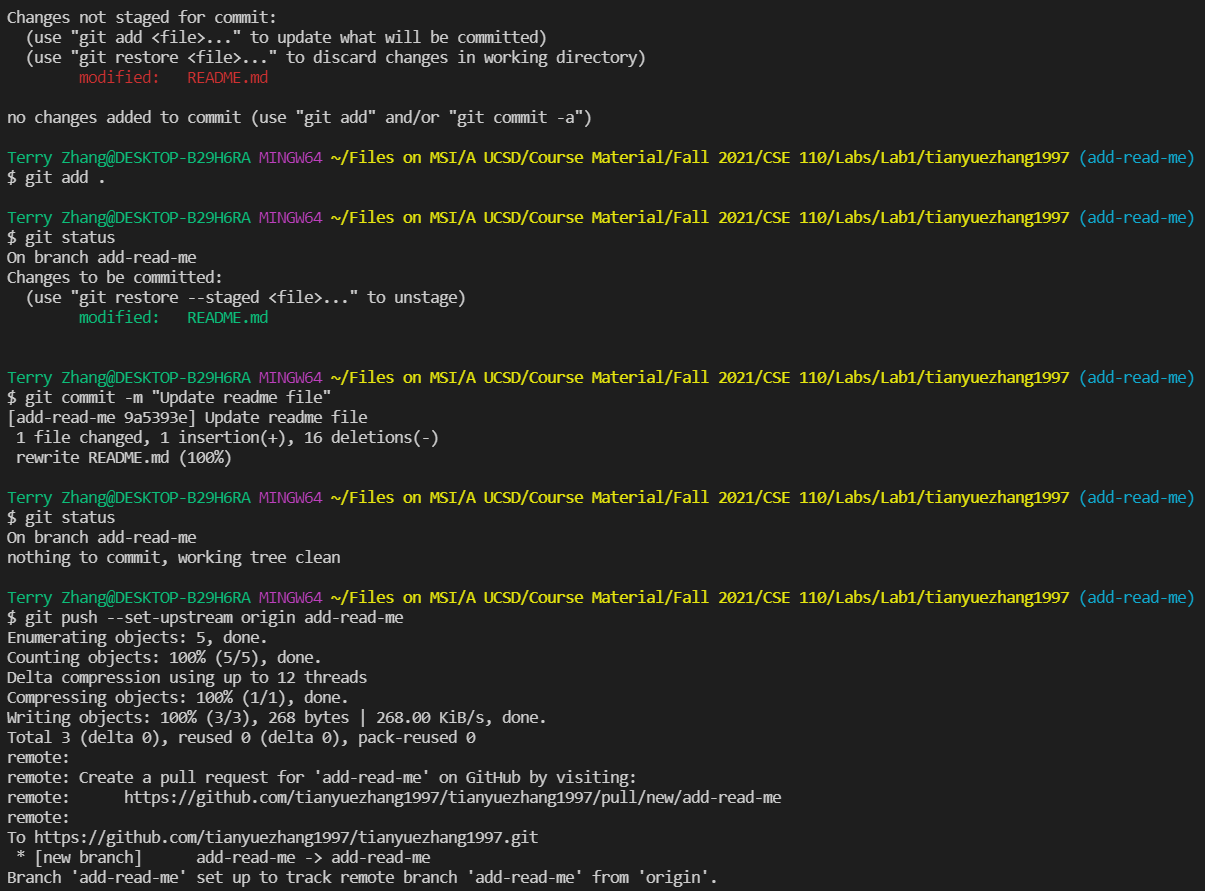 Changes not staged for commit:
  (use "git add <file>..." to update what will be committed)
  (use "git restore <file>..." to discard changes in working directory)
        modified:   README.md

no changes added to commit (use "git add" and/or "git commit -a")

Terry Zhang@DESKTOP-B29H6RA MINGW64 ~/Files on MSI/A UCSD/Course Material/Fall 2021/CSE 110/Labs/Lab1/tianyuezhang1997 (add-read-me)
$ git add .

Terry Zhang@DESKTOP-B29H6RA MINGW64 ~/Files on MSI/A UCSD/Course Material/Fall 2021/CSE 110/Labs/Lab1/tianyuezhang1997 (add-read-me)
$ git status
On branch add-read-me
Changes to be committed:
  (use "git restore --staged <file>..." to unstage)
        modified:   README.md


Terry Zhang@DESKTOP-B29H6RA MINGW64 ~/Files on MSI/A UCSD/Course Material/Fall 2021/CSE 110/Labs/Lab1/tianyuezhang1997 (add-read-me)
$ git commit -m "Update readme file"
[add-read-me 9a5393e] Update readme file
 1 file changed, 1 insertion(+), 16 deletions(-)
 rewrite README.md (100%)

Terry Zhang@DESKTOP-B29H6RA MINGW64 ~/Files on MSI/A UCSD/Course Material/Fall 2021/CSE 110/Labs/Lab1/tianyuezhang1997 (add-read-me)
$ git status
On branch add-read-me
nothing to commit, working tree clean

Terry Zhang@DESKTOP-B29H6RA MINGW64 ~/Files on MSI/A UCSD/Course Material/Fall 2021/CSE 110/Labs/Lab1/tianyuezhang1997 (add-read-me)
$ git push --set-upstream origin add-read-me
Enumerating objects: 5, done.
Counting objects: 100% (5/5), done.
Delta compression using up to 12 threads
Compressing objects: 100% (1/1), done.
Writing objects: 100% (3/3), 268 bytes | 268.00 KiB/s, done.
Total 3 (delta 0), reused 0 (delta 0), pack-reused 0
remote:
remote: Create a pull request for 'add-read-me' on GitHub by visiting:
remote:      https://github.com/tianyuezhang1997/tianyuezhang1997/pull/new/add-read-me
remote:
To https://github.com/tianyuezhang1997/tianyuezhang1997.git
 * [new branch]      add-read-me -> add-read-me
Branch 'add-read-me' set up to track remote branch 'add-read-me' from 'origin'.